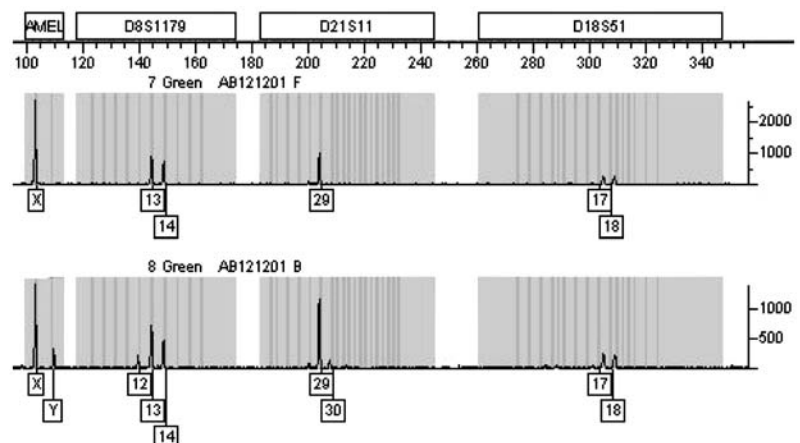 AMEL D8S1179 D21S11 D18S51
100 120 140 160 180 200 220 240 260 280 300 320 340
7 Green AB121201 F
2000
1000
X 13 29 17
14 18
8 Green AB121201 B
1000
500
X 12 29 17
Y 13 30 18
14